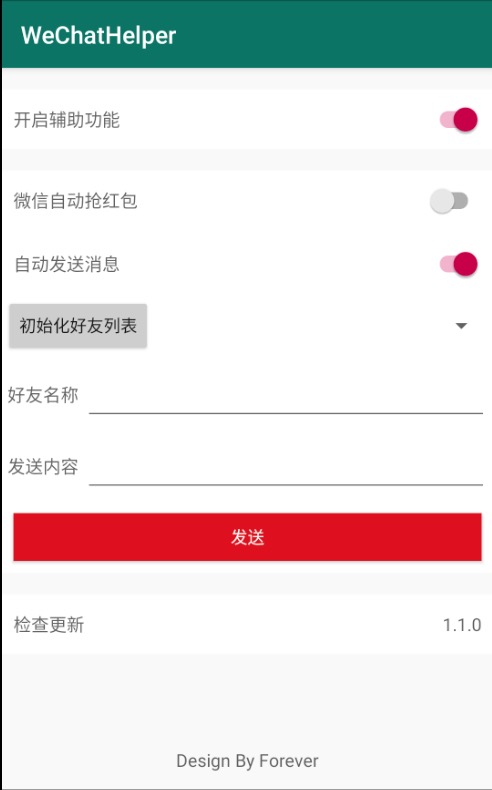 WeChatHelper
开启辅助功能
微信自动抢红包
自动发送消息
初始化好友列表
好友名称
发送内容
发送
检查更新 1.1.0
Design By Forever